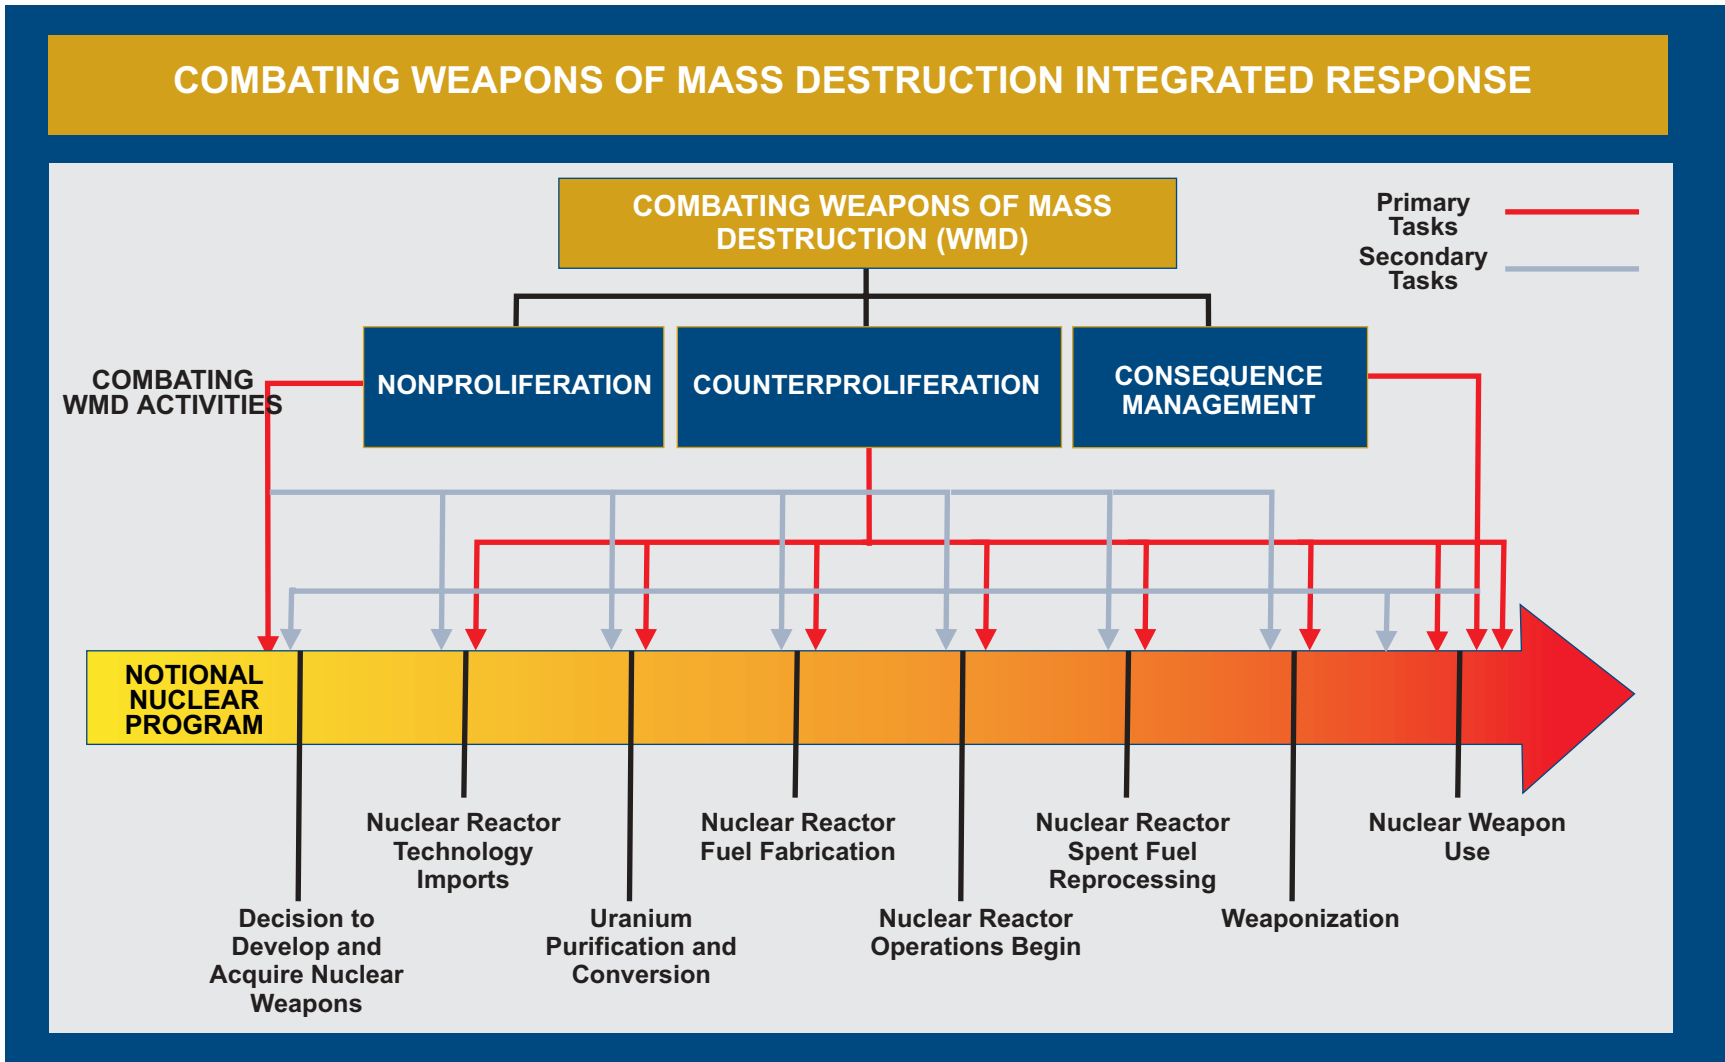 COMBATING WEAPONS OF MASS DESTRUCTION INTEGRATED RESPONSE
COMBATING WEAPONS OF MASS
DESTRUCTION (WMD)
Primary
Tasks
Secondary
Tasks
COMBATING
WMD ACTIVITIES
NONPROLIFERATION
COUNTERPROLIFERATION
CONSEQUENCE
MANAGEMENT
NOTIONAL
NUCLEAR
PROGRAM
Decision to
Develop and
Acquire Nuclear
Weapons
Nuclear Reactor
Technology
Imports
Uranium
Purification and
Conversion
Nuclear Reactor
Fuel Fabrication
Nuclear Reactor
Operations Begin
Nuclear Reactor
Spent Fuel
Reprocessing
Weaponization
Nuclear Weapon
Use